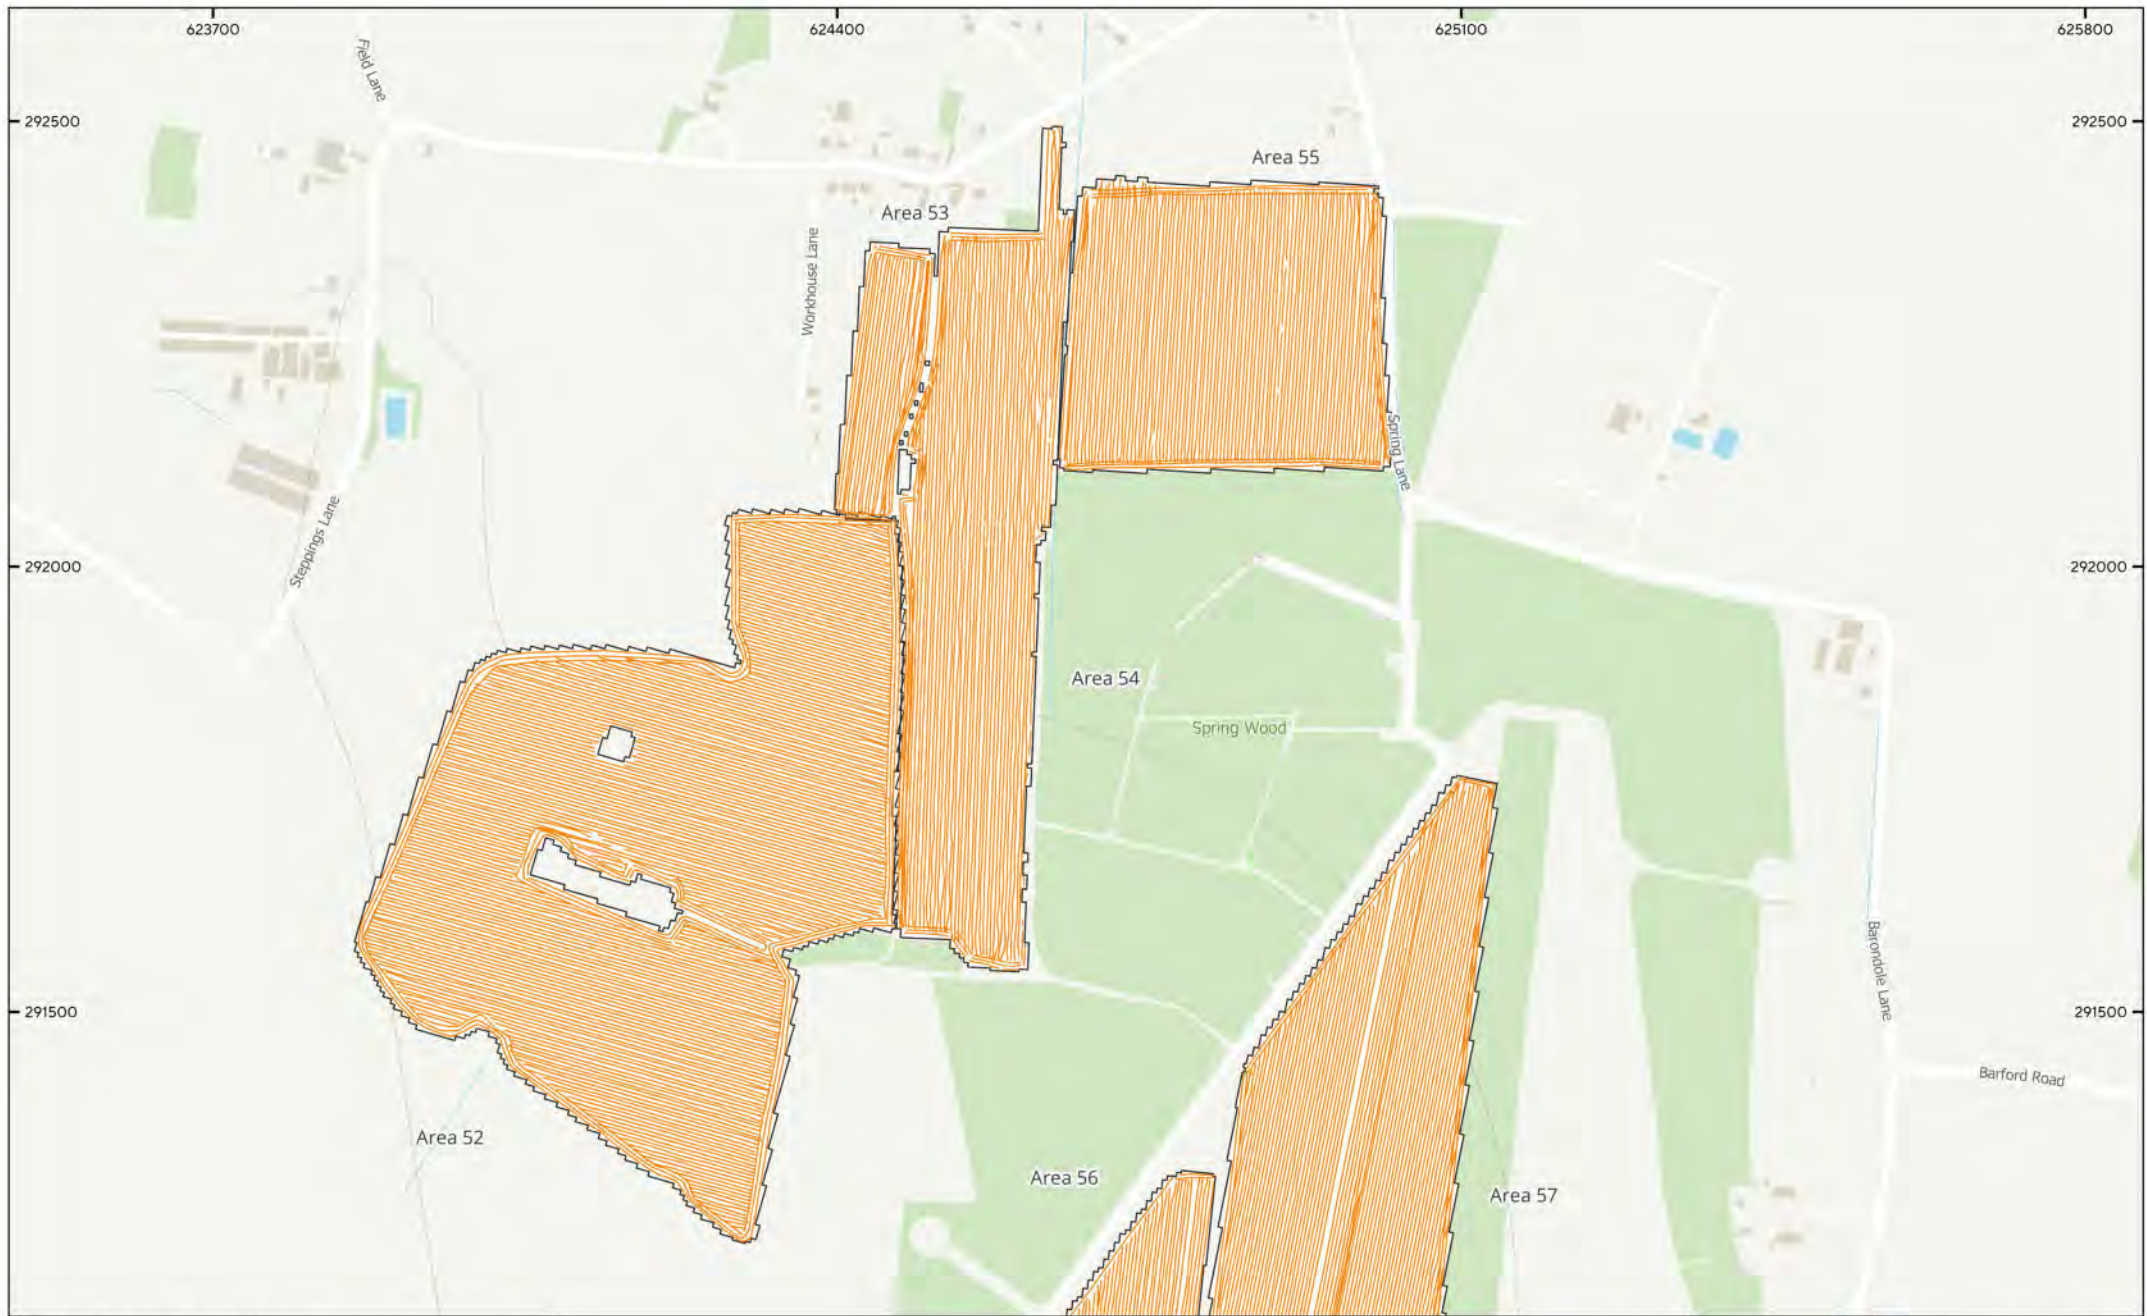 623700
624400
625100
625800
Field Lane
292500
292500
Area 55
Area 53
Workhouse Lane
Spring Lane
Steppings Lane
292000
292000
Area 54
Spring Wood
Barondole Lane
291500
291500
Barford Road
Area 52
Area 56
Area 57